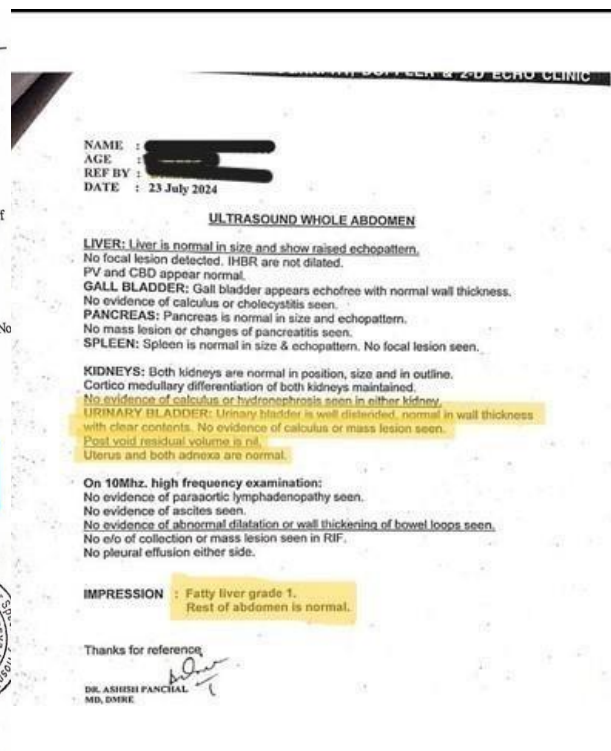 & 2-D ECHO CLINIC
NAME :
AGE :
REF BY :
DATE : 23 July 2024
ULTRASOUND WHOLE ABDOMEN
LIVER: Liver is normal in size and show raised echopattern.
No focal lesion detected. IHBR are not dilated.
PV and CBD appear normal.
GALL BLADDER: Gall bladder appears echofree with normal wall thickness.
No evidence of calculus or cholecystitis seen.
PANCREAS: Pancreas is normal in size and echopattern.
No mass lesion or changes of pancreatitis seen.
SPLEEN: Spleen is normal in size & echopattern. No focal lesion seen.
KIDNEYS: Both kidneys are normal in position, size and in outline.
Cortico medullary differentiation of both kidneys maintained.
No evidence of calculus or hydronephrosis seen in either kidney.
URINARY BLADDER: Urinary bladder is well distended, normal in wall thickness
with clear contents. No evidence of calculus or mass lesion seen.
Post void residual volume is nil.
Uterus and both adnexa are normal.
On 10Mhz. high frequency examination:
No evidence of paraaortic lymphadenopathy seen.
No evidence of ascites seen.
No evidence of abnormal dilatation or wall thickening of bowel loops seen.
No e/o of collection or mass lesion seen in RIF.
No pleural effusion either side.
IMPRESSION : Fatty liver grade 1.
Rest of abdomen is normal.
Thanks for reference
DR. ASHISH PANCHAL
MD, DMRE
No